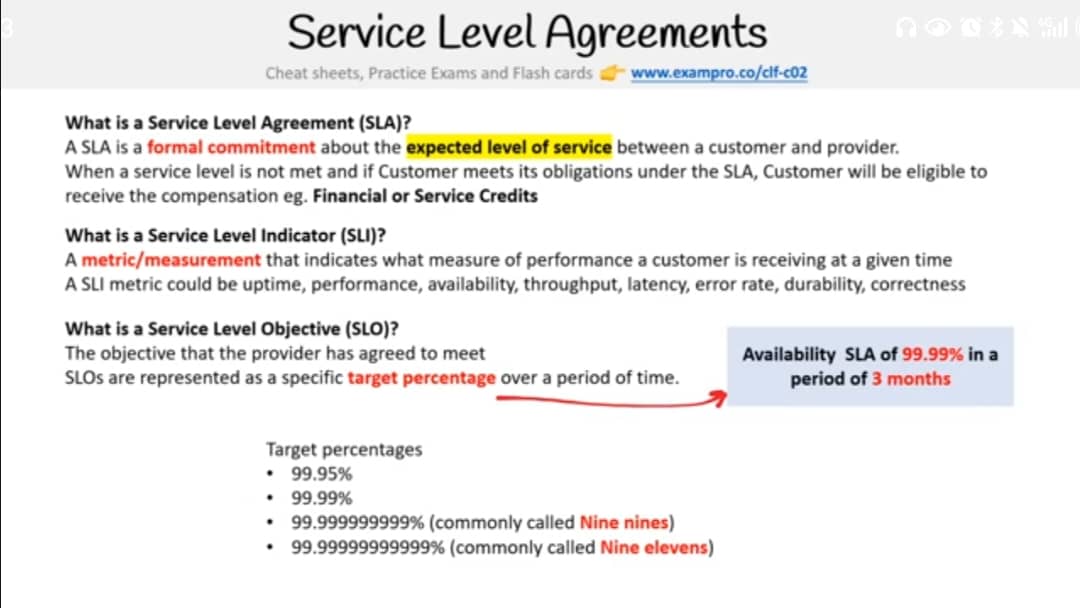 3
Service Level Agreements
Cheat sheets, Practice Exams and Flash cards 👉 www.exampro.co/clf-c02
What is a Service Level Agreement (SLA)?
A SLA is a formal commitment about the expected level of service between a customer and provider.
When a service level is not met and if Customer meets its obligations under the SLA, Customer will be eligible to
receive the compensation eg. Financial or Service Credits
What is a Service Level Indicator (SLI)?
A metric/measurement that indicates what measure of performance a customer is receiving at a given time
A SLI metric could be uptime, performance, availability, throughput, latency, error rate, durability, correctness
What is a Service Level Objective (SLO)?
The objective that the provider has agreed to meet
SLOs are represented as a specific target percentage over a period of time.
Availability SLA of 99.99% in a
period of 3 months
Target percentages
• 99.95%
• 99.99%
• 99.999999999% (commonly called Nine nines)
• 99.99999999999% (commonly called Nine elevens)